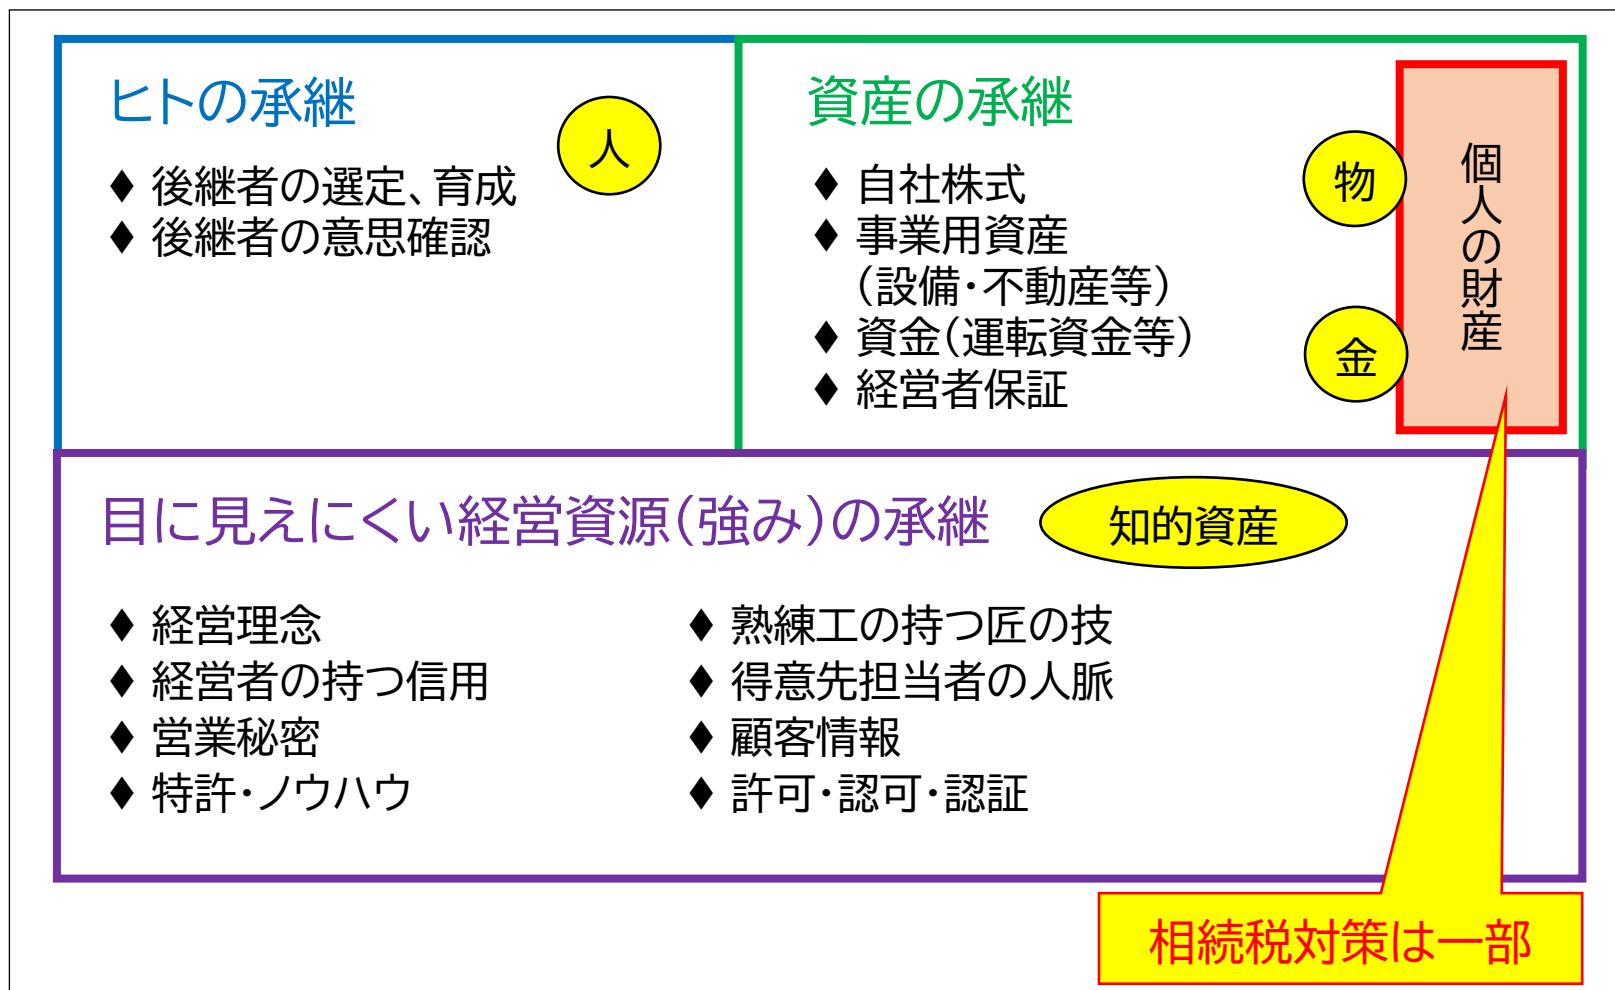 ヒトの承継
人
♦ 後継者の選定、育成
♦ 後継者の意思確認
資産の承継
♦ 自社株式
♦ 事業用資産
（設備・不動産等）
♦ 資金（運転資金等）
♦ 経営者保証
物
金
個人の財産
目に見えにくい経営資源（強み）の承継
知的資産
♦ 経営理念
♦ 経営者の持つ信用
♦ 営業秘密
♦ 特許・ノウハウ
♦ 熟練工の持つ匠の技
♦ 得意先担当者の人脈
♦ 顧客情報
♦ 許可・認可・認証
相続税対策は一部